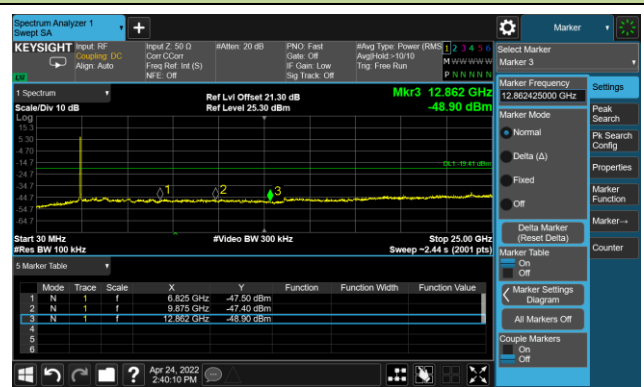 Spectrum Analyzer 1
Swept SA
+
Marker
KEYSIGHT
Input: RF
Coupling: DC
Align: Auto
Input Z: 50 Ω
Corr CCorr
Freq Ref: Int (S)
NFE: Off
#Atten: 20 dB
PNO: Fast
Gate: Off
IF Gain: Low
Sig Track: Off
#Avg Type: Power (RMS
Avg|Hold:>10/10
Trig: Free Run
1 2 3 4 5 6
M W W W W W
P N N N N N
LXI
Select Marker
Marker 3
1 Spectrum
Scale/Div 10 dB
Ref Lvl Offset 21.30 dB
Ref Level 25.30 dBm
Mkr3 12.862 GHz
-48.90 dBm
Log
15.3
5.30
-4.70
-14.7
-24.7
-34.7
-44.7
-54.7
-64.7
DL1 -19.41 dBm
1
2
3
Start 30 MHz
#Video BW 300 kHz
Stop 25.00 GHz
#Res BW 100 kHz
Sweep ~2.44 s (2001 pts)
5 Marker Table
Mode Trace Scale X Y Function Function Width Function Value
1 N 1 f 6.825 GHz -47.50 dBm
2 N 1 f 9.875 GHz -47.40 dBm
3 N 1 f 12.862 GHz -48.90 dBm
4
5
6
Marker Frequency
12.862425000 GHz
Marker Mode
Normal
Delta (Δ)
Fixed
Off
Delta Marker
(Reset Delta)
Marker Table
On
Off
Marker Settings
Diagram
All Markers Off
Couple Markers
On
Off
Settings
Peak
Search
Pk Search
Config
Properties
Marker
Function
Marker→
Counter
?
Apr 24, 2022
2:40:10 PM